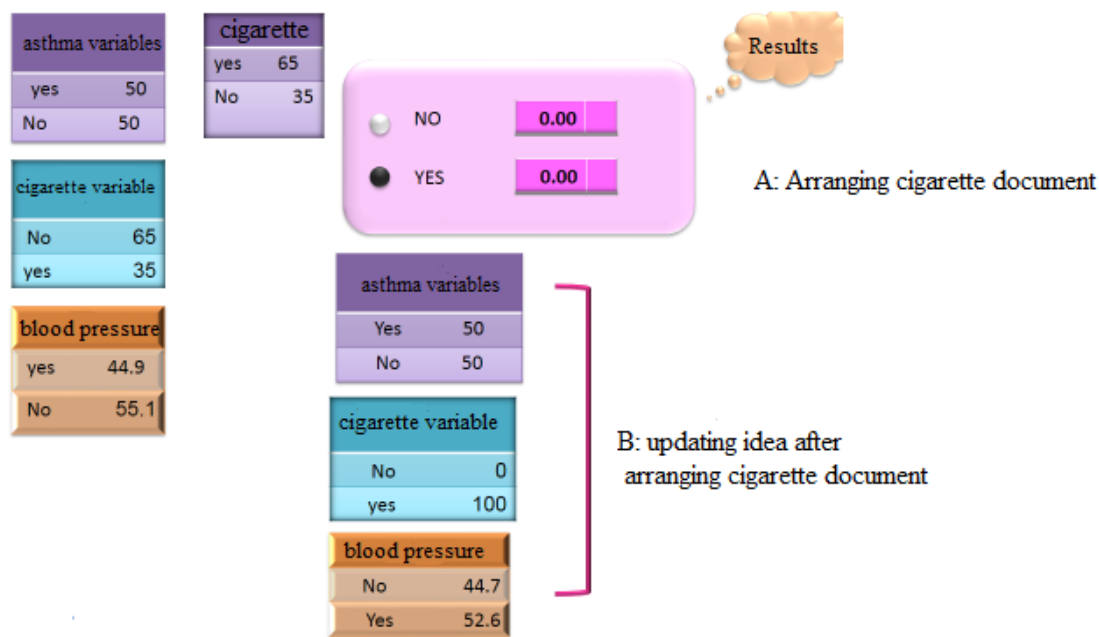 asthma variables
yes 50
No 50
cigarette variable
No 65
yes 35
blood pressure
yes 44.9
No 55.1
cigarette
yes 65
No 35
NO 0.00
YES 0.00
Results
A: Arranging cigarette document
asthma variables
Yes 50
No 50
cigarette variable
No 0
yes 100
blood pressure
No 44.7
Yes 52.6
B: updating idea after
arranging cigarette document